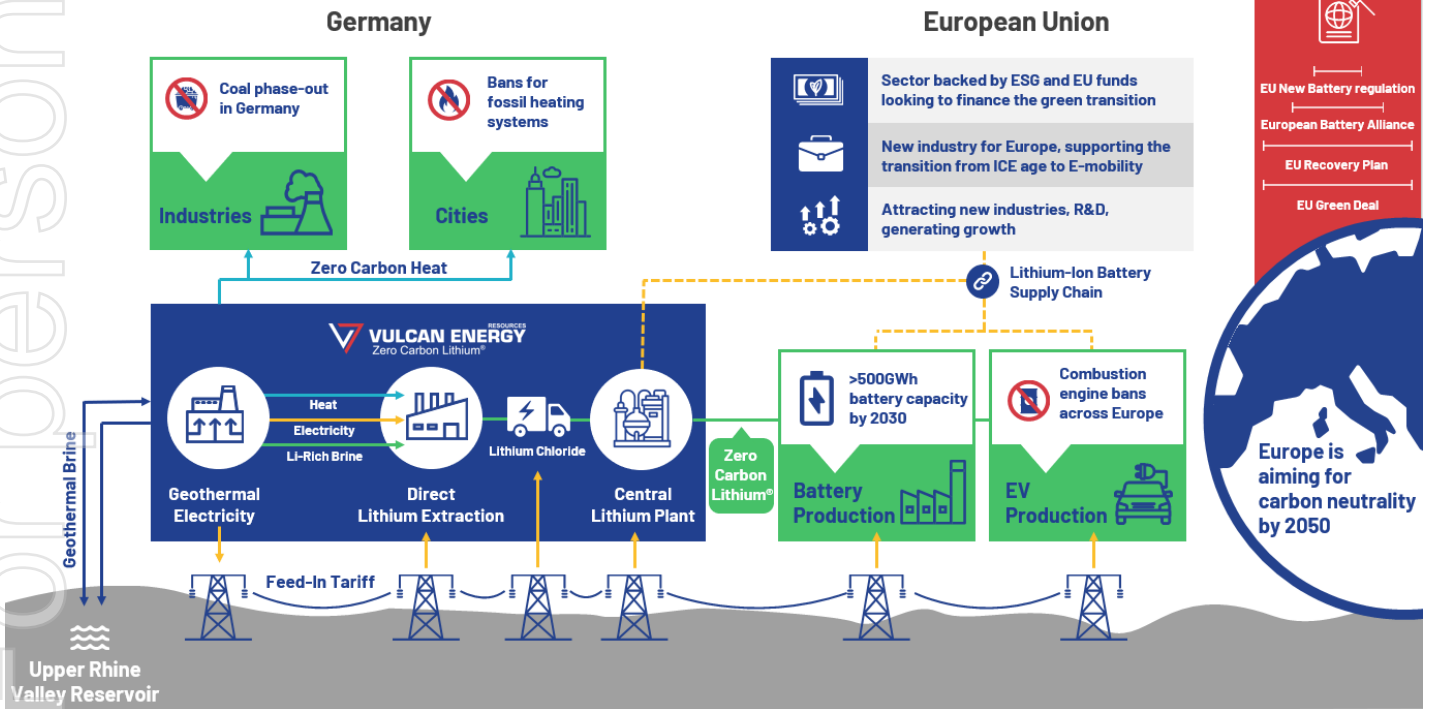 Germany
European Union
Coal phase-out
in Germany
Industries
Bans for
fossil heating
systems
Cities
Sector backed by ESG and EU funds
looking to finance the green transition
New industry for Europe, supporting the
transition from ICE age to E-mobility
Attracting new industries, R&D,
generating growth
EU New Battery regulation
European Battery Alliance
EU Recovery Plan
EU Green Deal
Zero Carbon Heat
Lithium-Ion Battery
Supply Chain
VULCAN ENERGY
RESOURCES
Zero Carbon Lithium®
Heat
Electricity
Li-Rich Brine
Lithium Chloride
Geothermal
Electricity
Direct
Lithium Extraction
Central
Lithium Plant
Zero
Carbon
Lithium®
>500GWh
battery capacity
by 2030
Battery
Production
Combustion
engine bans
across Europe
EV
Production
Europe is
aiming for
carbon neutrality
by 2050
Geothermal Brine
Feed-In Tariff
Upper Rhine
Valley Reservoir
or person